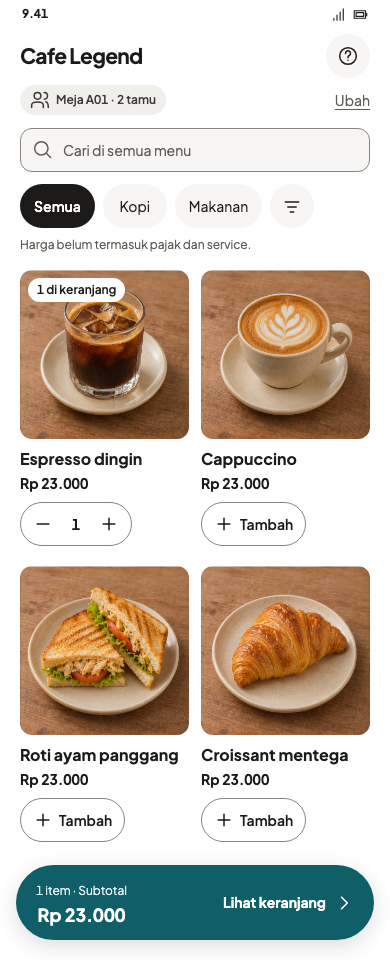 9.41
Cafe Legend
Meja A01 · 2 tamu
Ubah
Cari di semua menu
Semua
Kopi
Makanan
Harga belum termasuk pajak dan service.
1 di keranjang
Espresso dingin
Rp 23.000
1
Cappuccino
Rp 23.000
Tambah
Roti ayam panggang
Rp 23.000
Tambah
Croissant mentega
Rp 23.000
Tambah
1 item · Subtotal
Rp 23.000
Lihat keranjang